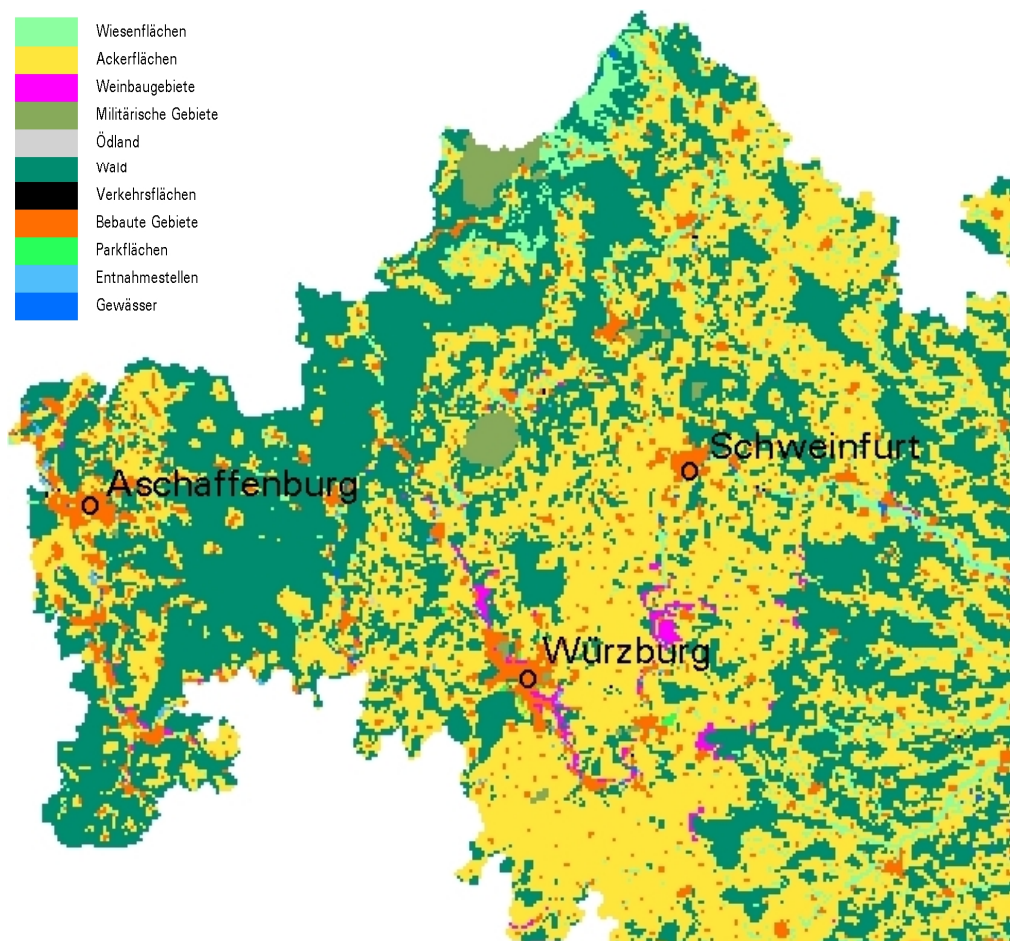 Wiesenflächen
Ackerflächen
Weinbaugebiete
Militärische Gebiete
Ödland
Wald
Verkehrsflächen
Bebaute Gebiete
Parkflächen
Entnahmestellen
Gewässer
Schweinfurt
Aschaffenburg
Würzburg